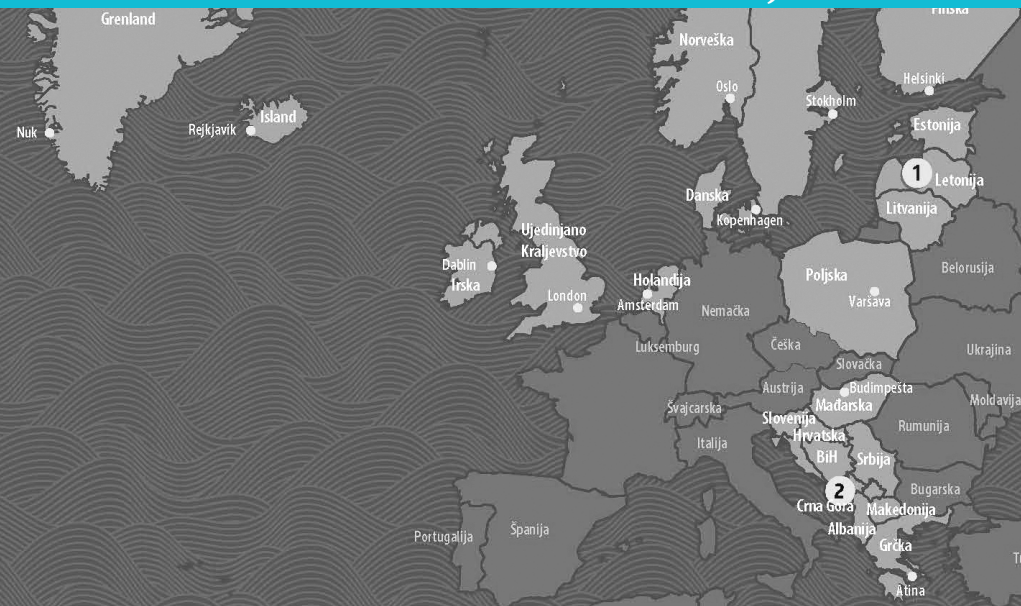 Grenland
Finska
Norveška
Helsinki
Oslo
Stokholm
Island
Rejkjavik
Nuk
Estonija
1
Letonija
Danska
Litvanija
Kopenhagen
Ujedinjano
Kraljevstvo
Dablin
Irska
Holandija
Poljska
Belorusija
London
Amsterdam
Varšava
Nemačka
Luksemburg
Češka
Ukrajina
Slovačka
Austrija
Budimpešta
Mađarska
Moldavija
Švajcarska
Slovenija
Rumunija
Hrvatska
Italija
BiH
Srbija
2
Bugarska
Crna Gora
Makedonija
Albanija
Španija
Portugalija
Grčka
Atina